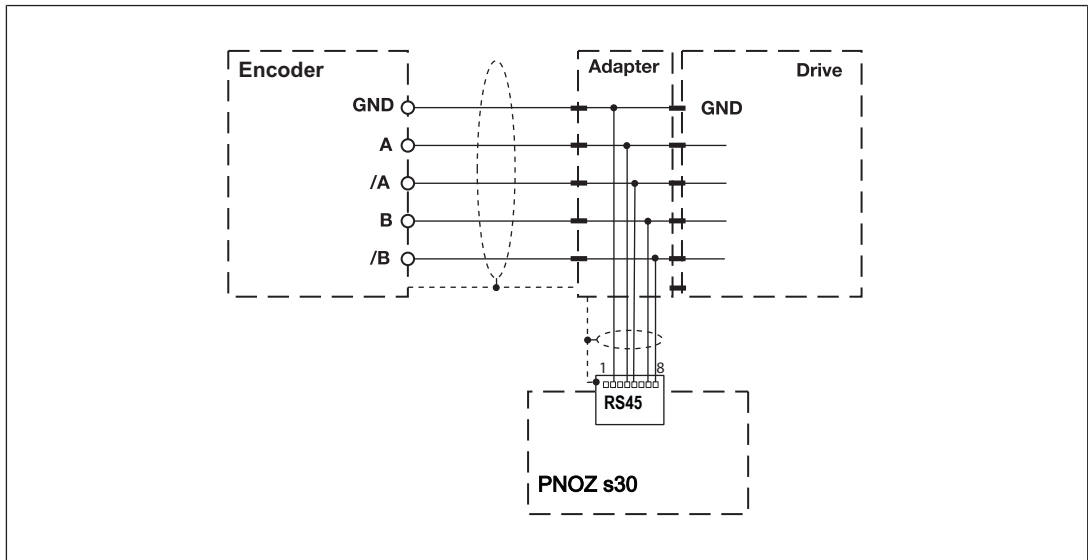 Encoder
Adapter
Drive
GND
GND
A
/A
B
/B
1
8
RS45
PNOZ s30